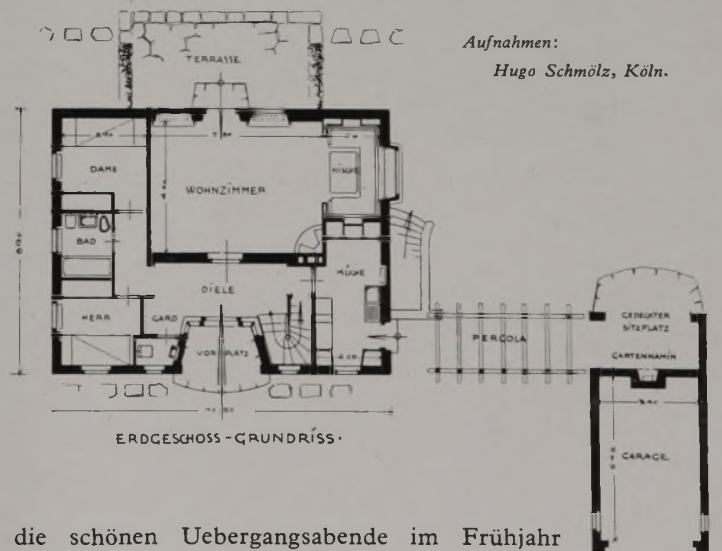 Aufnahmen:
Hugo Schmölz, Köln.
TERRASSE
DAME
WOHNZIMMER
NISCHE
BAD
DIELE
KÜCHE
HERR
GARD
VORPLATZ
PERGOLA
GEDECKTER
SITZPLATZ
GARTENKAMIN
GARAGE
ERDGESCHOSS-GRUNDRISS.
die schönen Uebergangsabende im Frühjahr